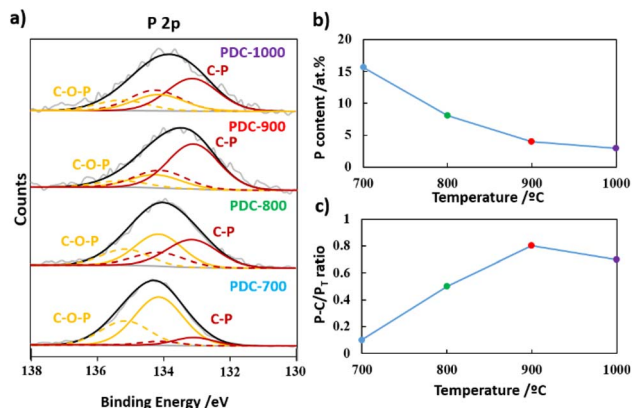 a)
P 2p
PDC-1000
C-P
C-O-P
PDC-900
C-P
C-O-P
PDC-800
C-P
C-O-P
PDC-700
C-O-P
C-P
Counts
138 136 134 132 130
Binding Energy /eV
b)
20
15
10
5
0
P content /at.%
700 800 900 1000
Temperature /ºC
c)
1
0.8
0.6
0.4
0.2
0
P-C/PT ratio
700 800 900 1000
Temperature /ºC